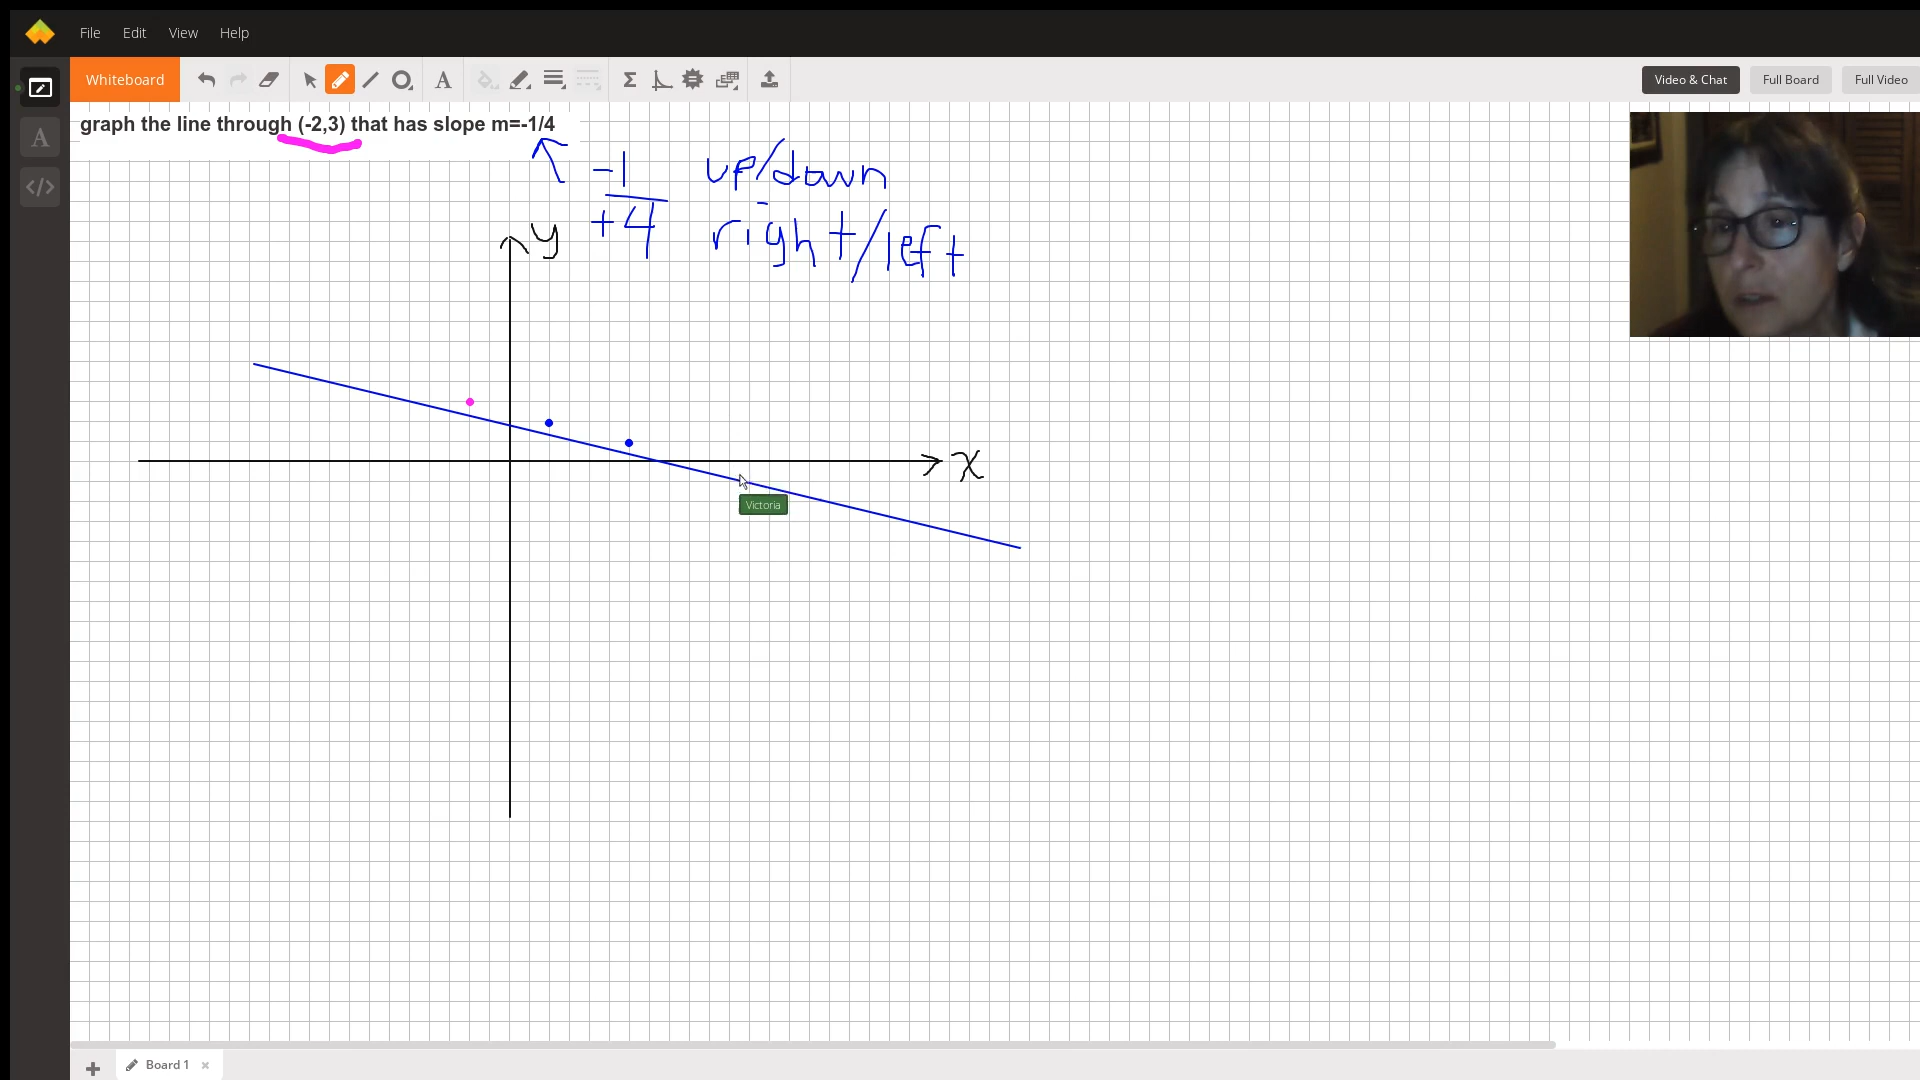 File Edit View Help
Whiteboard A Σ Video & Chat Full Board Full Video
graph the line through (-2,3) that has slope m=-1/4
A
-1 up/down
+4 right/left
</>
y
x
Victoria
+ Board 1 ×